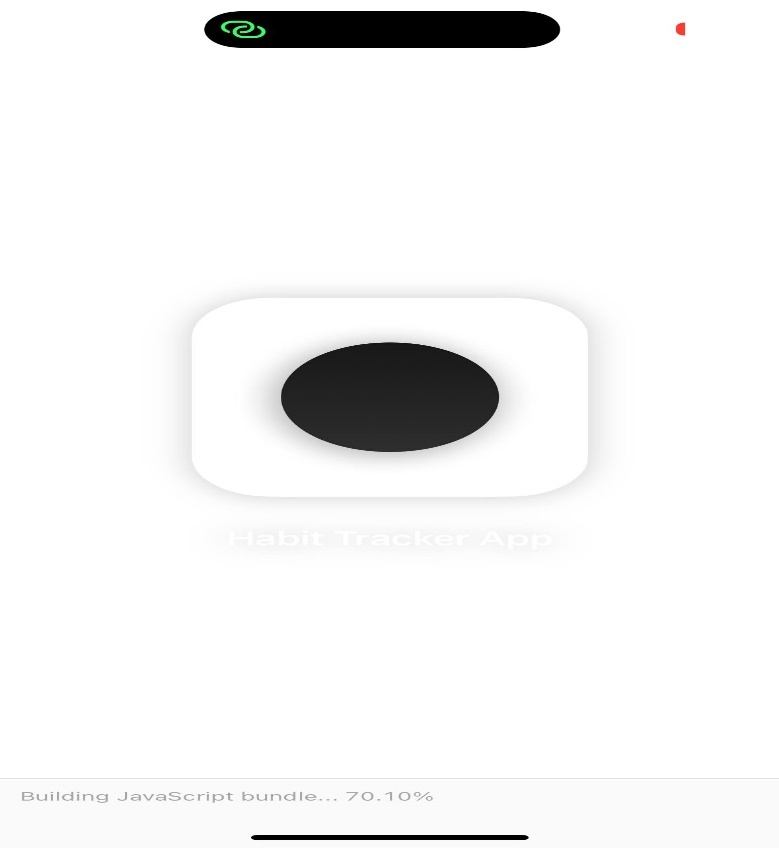 Habit Tracker App
Building JavaScript bundle... 70.10%